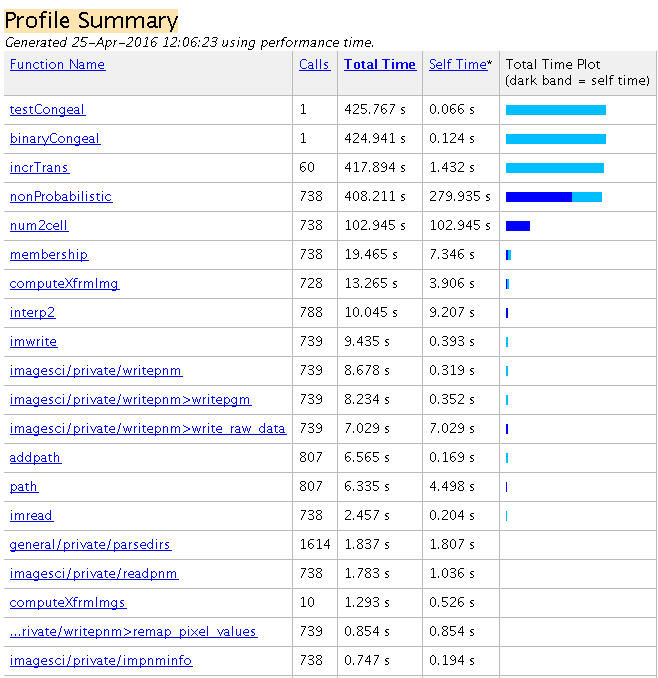 Profile Summary
Generated 25-Apr-2016 12:06:23 using performance time.
Function Name Calls Total Time Self Time* Total Time Plot
(dark band = self time)
testCongeal 1 425.767 s 0.066 s
binaryCongeal 1 424.941 s 0.124 s
incrTrans 60 417.894 s 1.432 s
nonProbabilistic 738 408.211 s 279.935 s
num2cell 738 102.945 s 102.945 s
membership 738 19.465 s 7.346 s
computeXfrmImg 728 13.265 s 3.906 s
interp2 788 10.045 s 9.207 s
imwrite 739 9.435 s 0.393 s
imagesci/private/writepnm 739 8.678 s 0.319 s
imagesci/private/writepnm>writepgm 739 8.234 s 0.352 s
imagesci/private/writepnm>write_raw_data 739 7.029 s 7.029 s
addpath 807 6.565 s 0.169 s
path 807 6.335 s 4.498 s
imread 738 2.457 s 0.204 s
general/private/parsedirs 1614 1.837 s 1.807 s
imagesci/private/readpnm 738 1.783 s 1.036 s
computeXfrmImgs 10 1.293 s 0.526 s
...rivate/writepnm>remap_pixel_values 739 0.854 s 0.854 s
imagesci/private/impnminfo 738 0.747 s 0.194 s